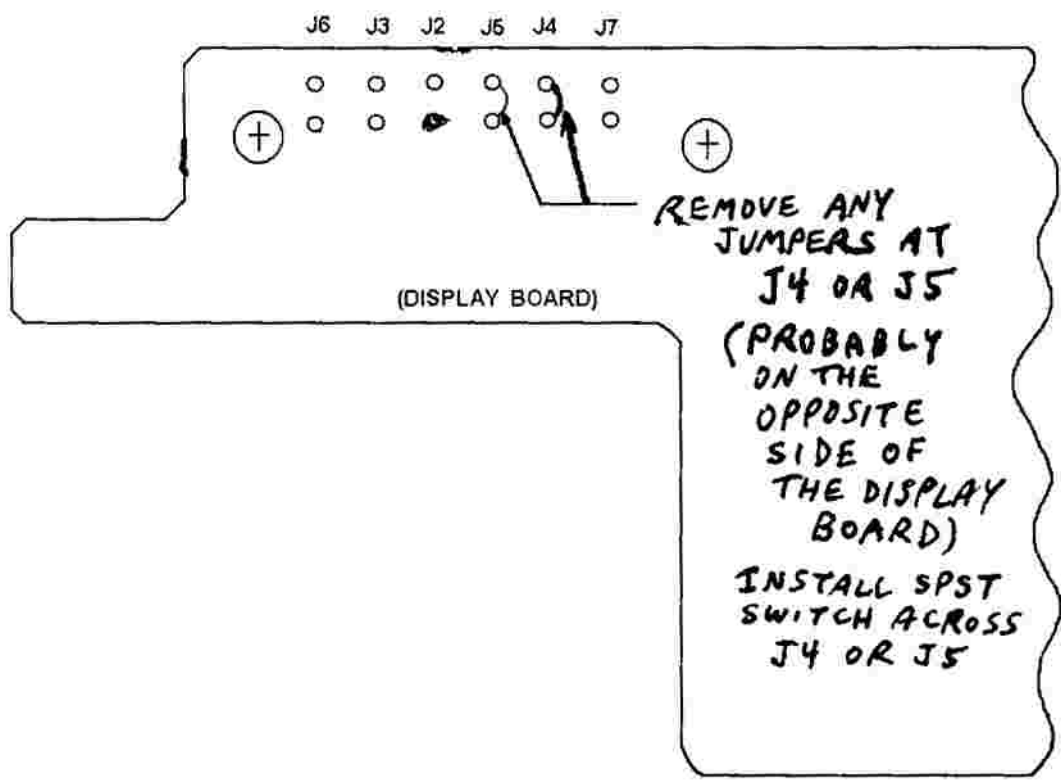 J6 J3 J2 J5 J4 J7
REMOVE ANY
JUMPERS AT
J4 OR J5
(DISPLAY BOARD)
(PROBABLY
ON THE
OPPOSITE
SIDE OF
THE DISPLAY
BOARD)
INSTALL SPST
SWITCH ACROSS
J4 OR J5